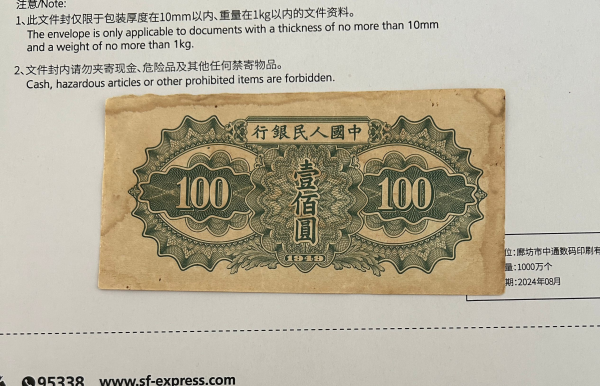 注意/Note:
1、此文件封仅限于包装厚度在10mm以内、重量在1kg以内的文件资料。
The envelope is only applicable to documents with a thickness of no more than 10mm
and a weight of no more than 1kg.
2、文件封内请勿夹寄现金、危险品及其他任何禁寄物品。
Cash, hazardous articles or other prohibited items are forbidden.
行銀民人國中
100
壹佰圓
100
1949
位:廊坊市中通数码印刷有
量:1000万个
期:2024年08月
95338 www.sf-express.com